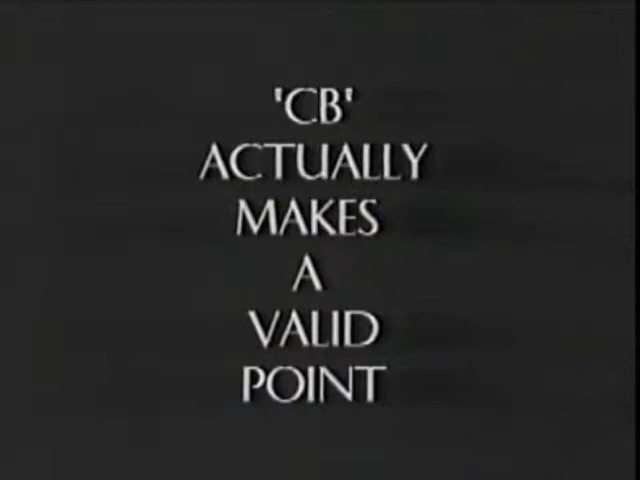 'CB'
ACTUALLY
MAKES
A
VALID
POINT